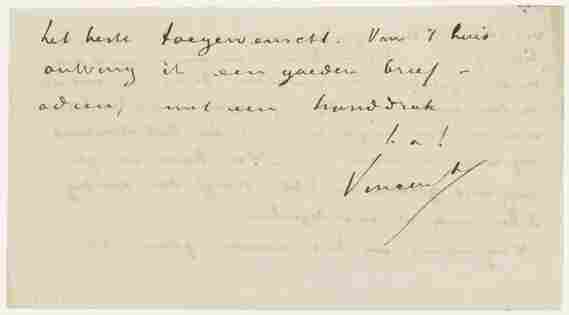 het beste toegewenscht. Van 't huis
ontving ik een goeden brief –
adieu, met een handdruk
t. à t.
Vincent